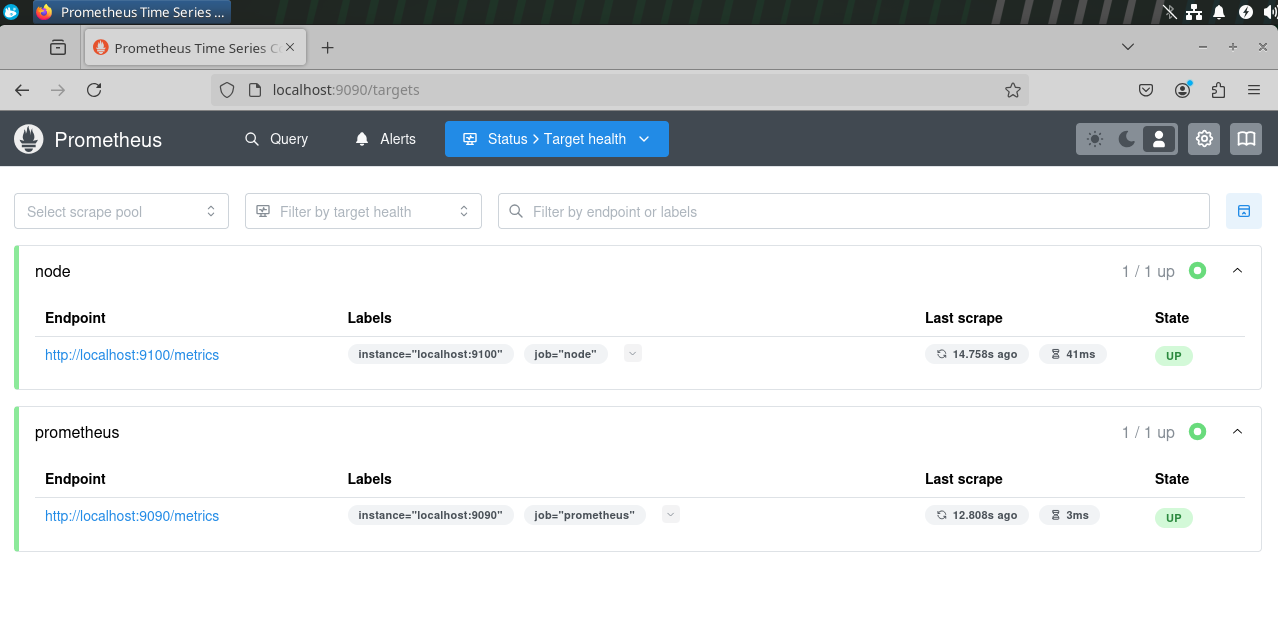 Prometheus Time Series ...
Prometheus Time Series
localhost:9090/targets
Prometheus Query Alerts Status > Target health
Select scrape pool Filter by target health Filter by endpoint or labels
node 1 / 1 up
Endpoint Labels Last scrape State
http://localhost:9100/metrics instance="localhost:9100" job="node" 14.758s ago 41ms UP
prometheus 1 / 1 up
Endpoint Labels Last scrape State
http://localhost:9090/metrics instance="localhost:9090" job="prometheus" 12.808s ago 3ms UP